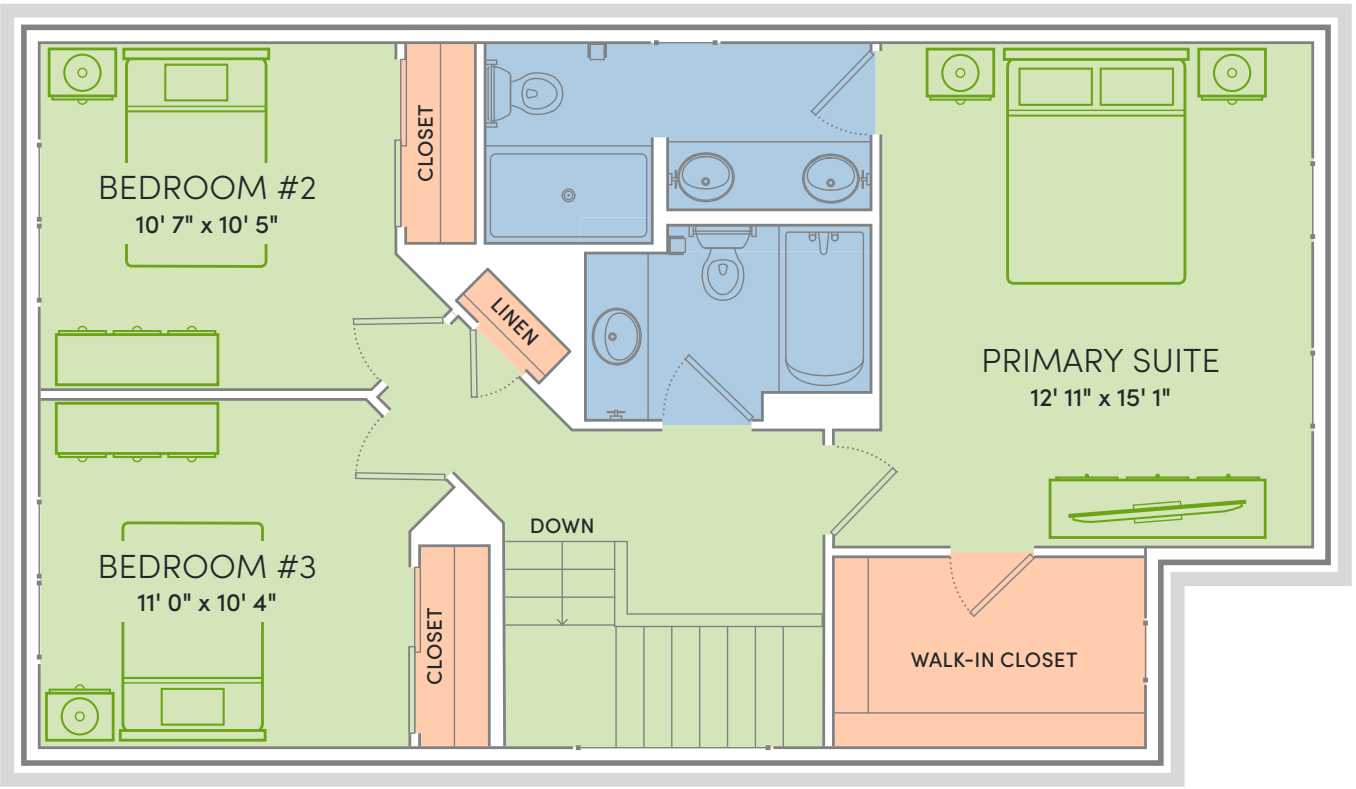 BEDROOM #2
10' 7" x 10' 5"
CLOSET
LINEN
PRIMARY SUITE
12' 11" x 15' 1"
DOWN
BEDROOM #3
11' 0" x 10' 4"
CLOSET
WALK-IN CLOSET